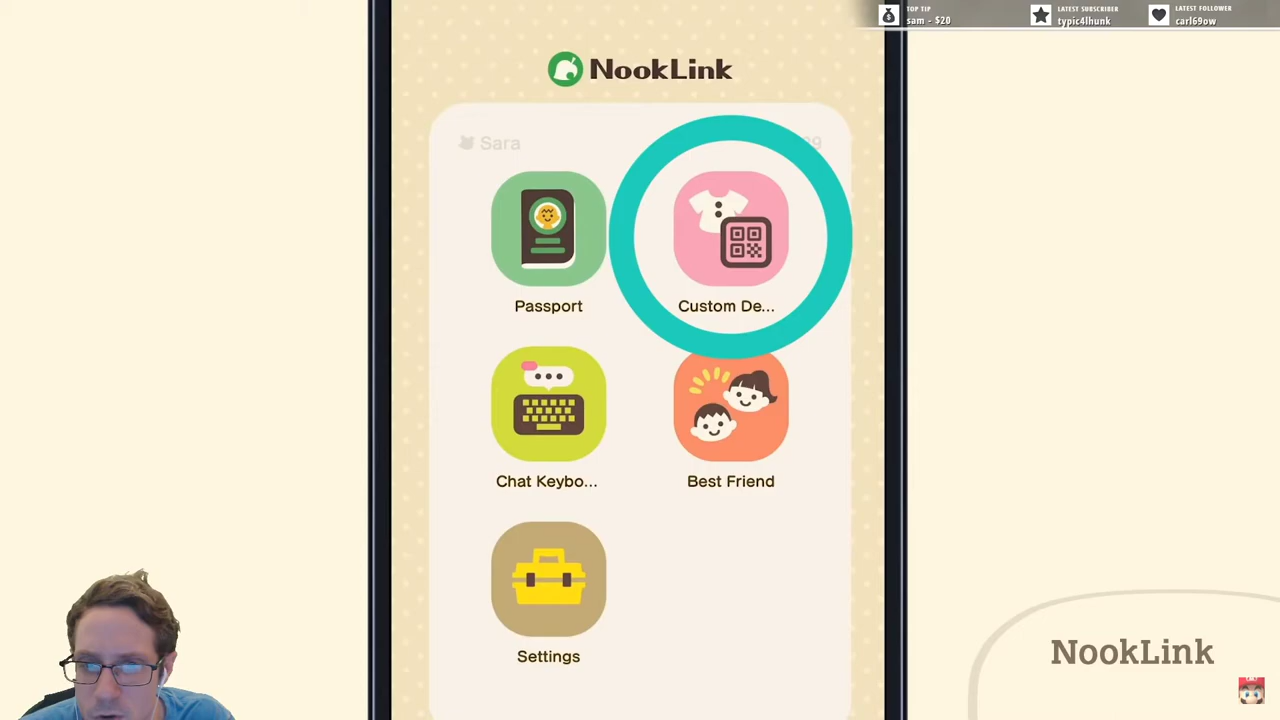 TOP TIP
sam - $20
LATEST SUBSCRIBER
typic4lhunk
LATEST FOLLOWER
carl69ow
NookLink
Sara
9
Passport
Custom De...
Chat Keybo...
Best Friend
Settings
NookLink